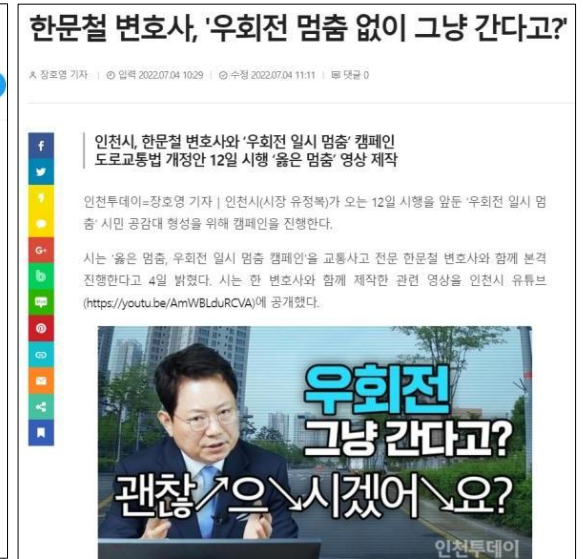 한문철 변호사, '우회전 멈춤 없이 그냥 간다고?'
장호영 기자 | 입력 2022.07.04 10:29 | 수정 2022.07.04 11:11 | 댓글 0
인천시, 한문철 변호사와 ‘우회전 일시 멈춤’ 캠페인
도로교통법 개정안 12일 시행 ‘옳은 멈춤’ 영상 제작
인천투데이=장호영 기자 | 인천시(시장 유정복)가 오는 12일 시행을 앞둔 ‘우회전 일시 멈
춤’ 시민 공감대 형성을 위해 캠페인을 진행한다.
시는 ‘옳은 멈춤, 우회전 일시 멈춤 캠페인’을 교통사고 전문 한문철 변호사와 함께 본격
진행한다고 4일 밝혔다. 시는 한 변호사와 함께 제작한 관련 영상을 인천시 유튜브
(https://youtu.be/AmWBLduRCVA)에 공개했다.
우회전
그냥 간다고?
괜찮↗으↘시겠어↘요?
인천투데이